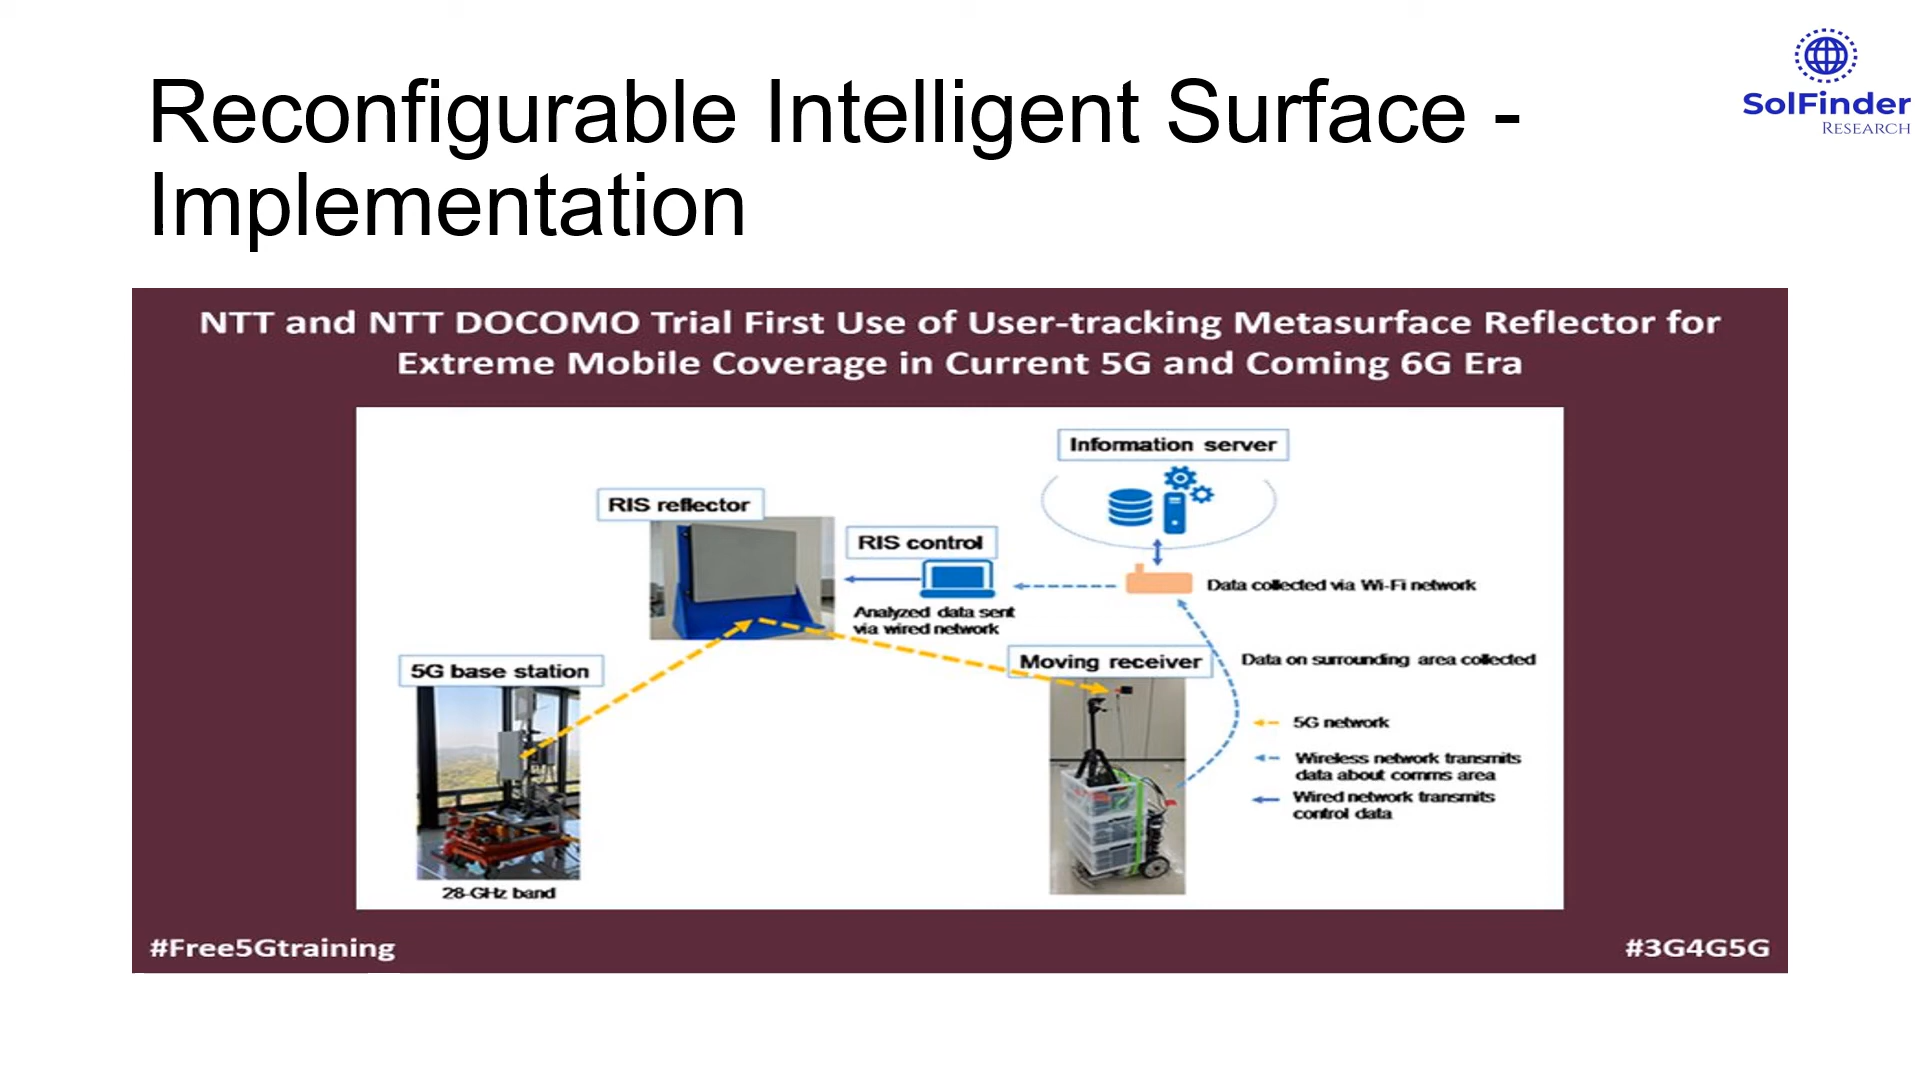 Reconfigurable Intelligent Surface -
Implementation
SolFinder
RESEARCH
NTT and NTT DOCOMO Trial First Use of User-tracking Metasurface Reflector for
Extreme Mobile Coverage in Current 5G and Coming 6G Era
Information server
RIS reflector
RIS control
Data collected via Wi-Fi network
Analyzed data sent
via wired network
5G base station
Moving receiver
Data on surrounding area collected
5G network
Wireless network transmits
data about comms area
Wired network transmits
control data
28-GHz band
#Free5Gtraining
#3G4G5G